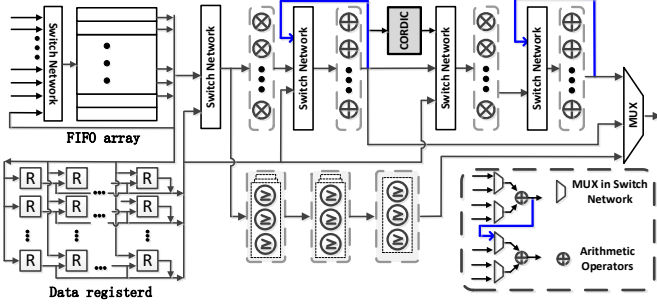 Switch Network
FIFO array
Switch Network
Switch Network
CORDIC
Switch Network
Switch Network
MUX
R
R
R
...
R
R
R
...
R
R
R
...
Data registerd
≥
≥
≥
≥
≥
≥
≥
≥
≥
MUX in Switch
Network
Arithmetic
Operators